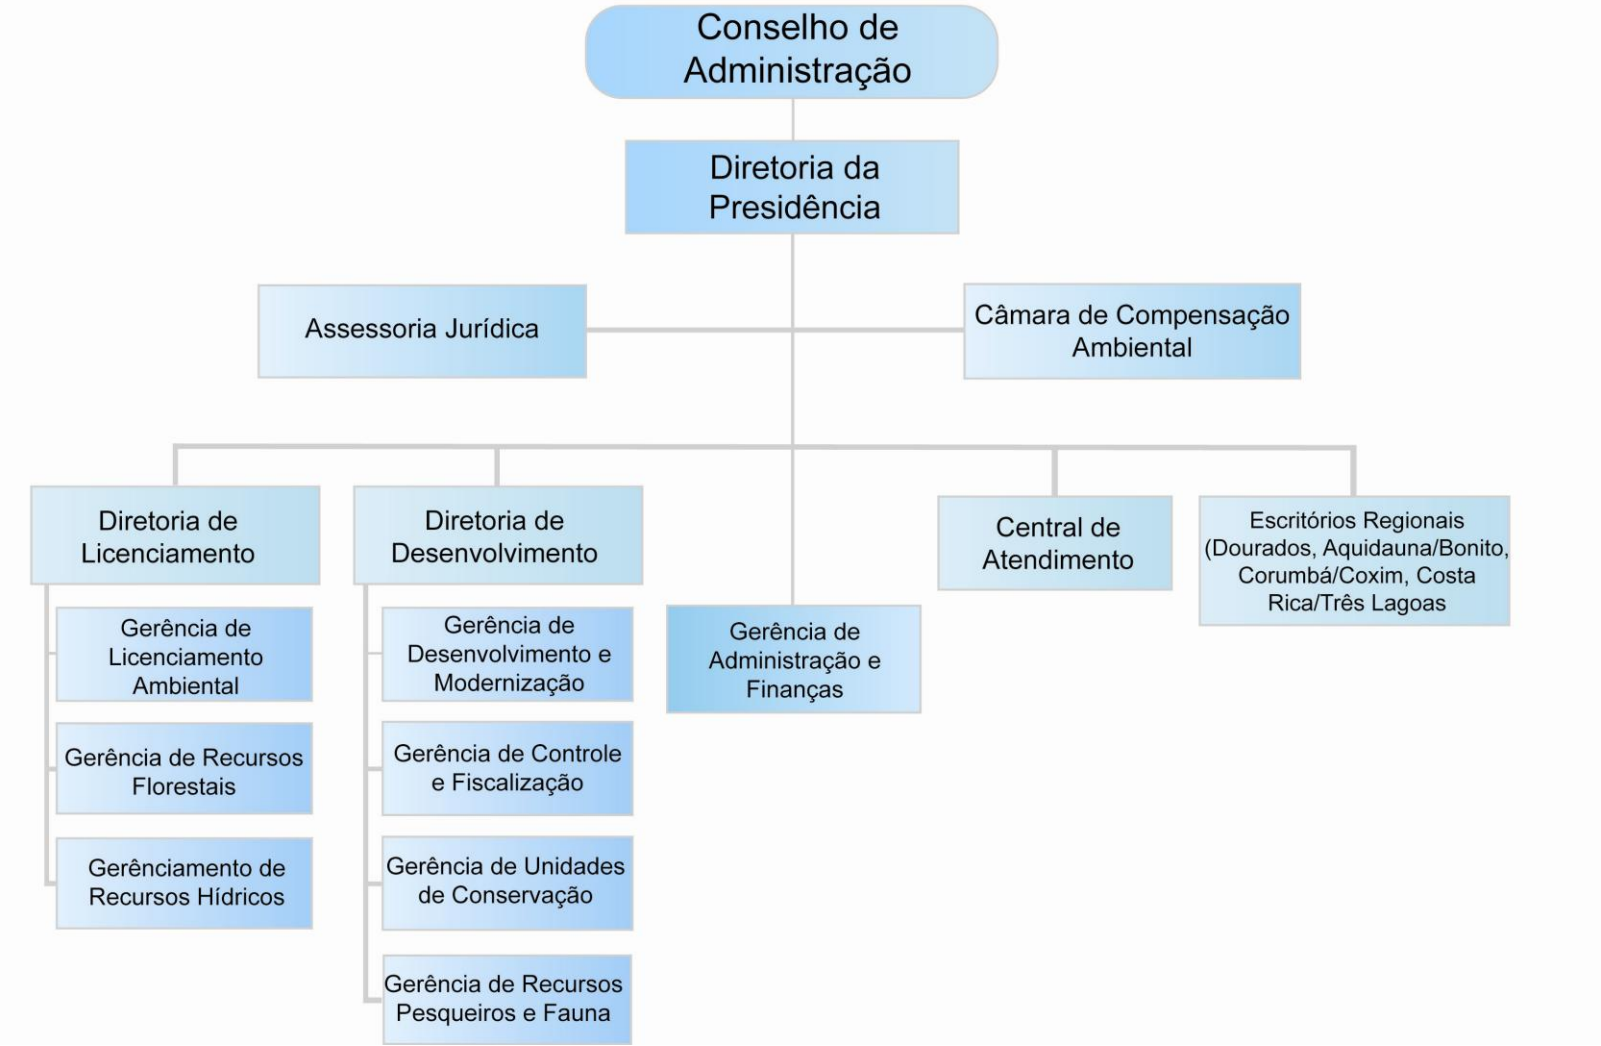 Conselho de
Administração
Diretoria da
Presidência
Assessoria Jurídica
Câmara de Compensação
Ambiental
Diretoria de
Licenciamento
Diretoria de
Desenvolvimento
Central de
Atendimento
Escritórios Regionais
(Dourados, Aquidauna/Bonito,
Corumbá/Coxim, Costa
Rica/Três Lagoas
Gerência de
Licenciamento
Ambiental
Gerência de
Desenvolvimento e
Modernização
Gerência de
Administração e
Finanças
Gerência de Recursos
Florestais
Gerência de Controle
e Fiscalização
Gerênciamento de
Recursos Hídricos
Gerência de Unidades
de Conservação
Gerência de Recursos
Pesqueiros e Fauna